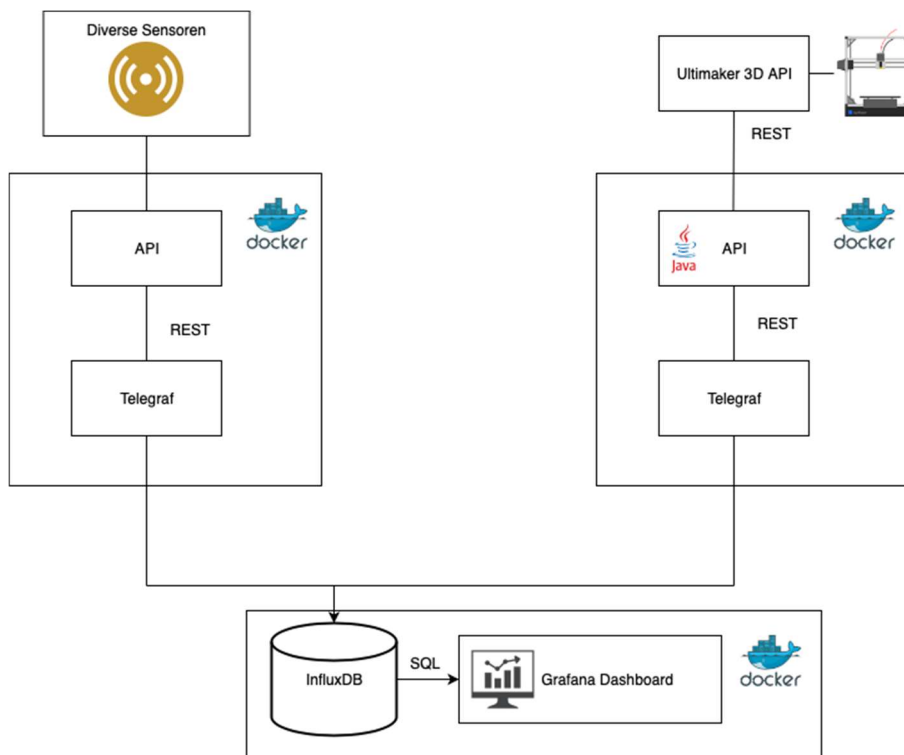 Diverse Sensoren
Ultimaker 3D API
REST
docker
docker
API
Java
API
REST
REST
Telegraf
Telegraf
InfluxDB
SQL
Grafana Dashboard
docker